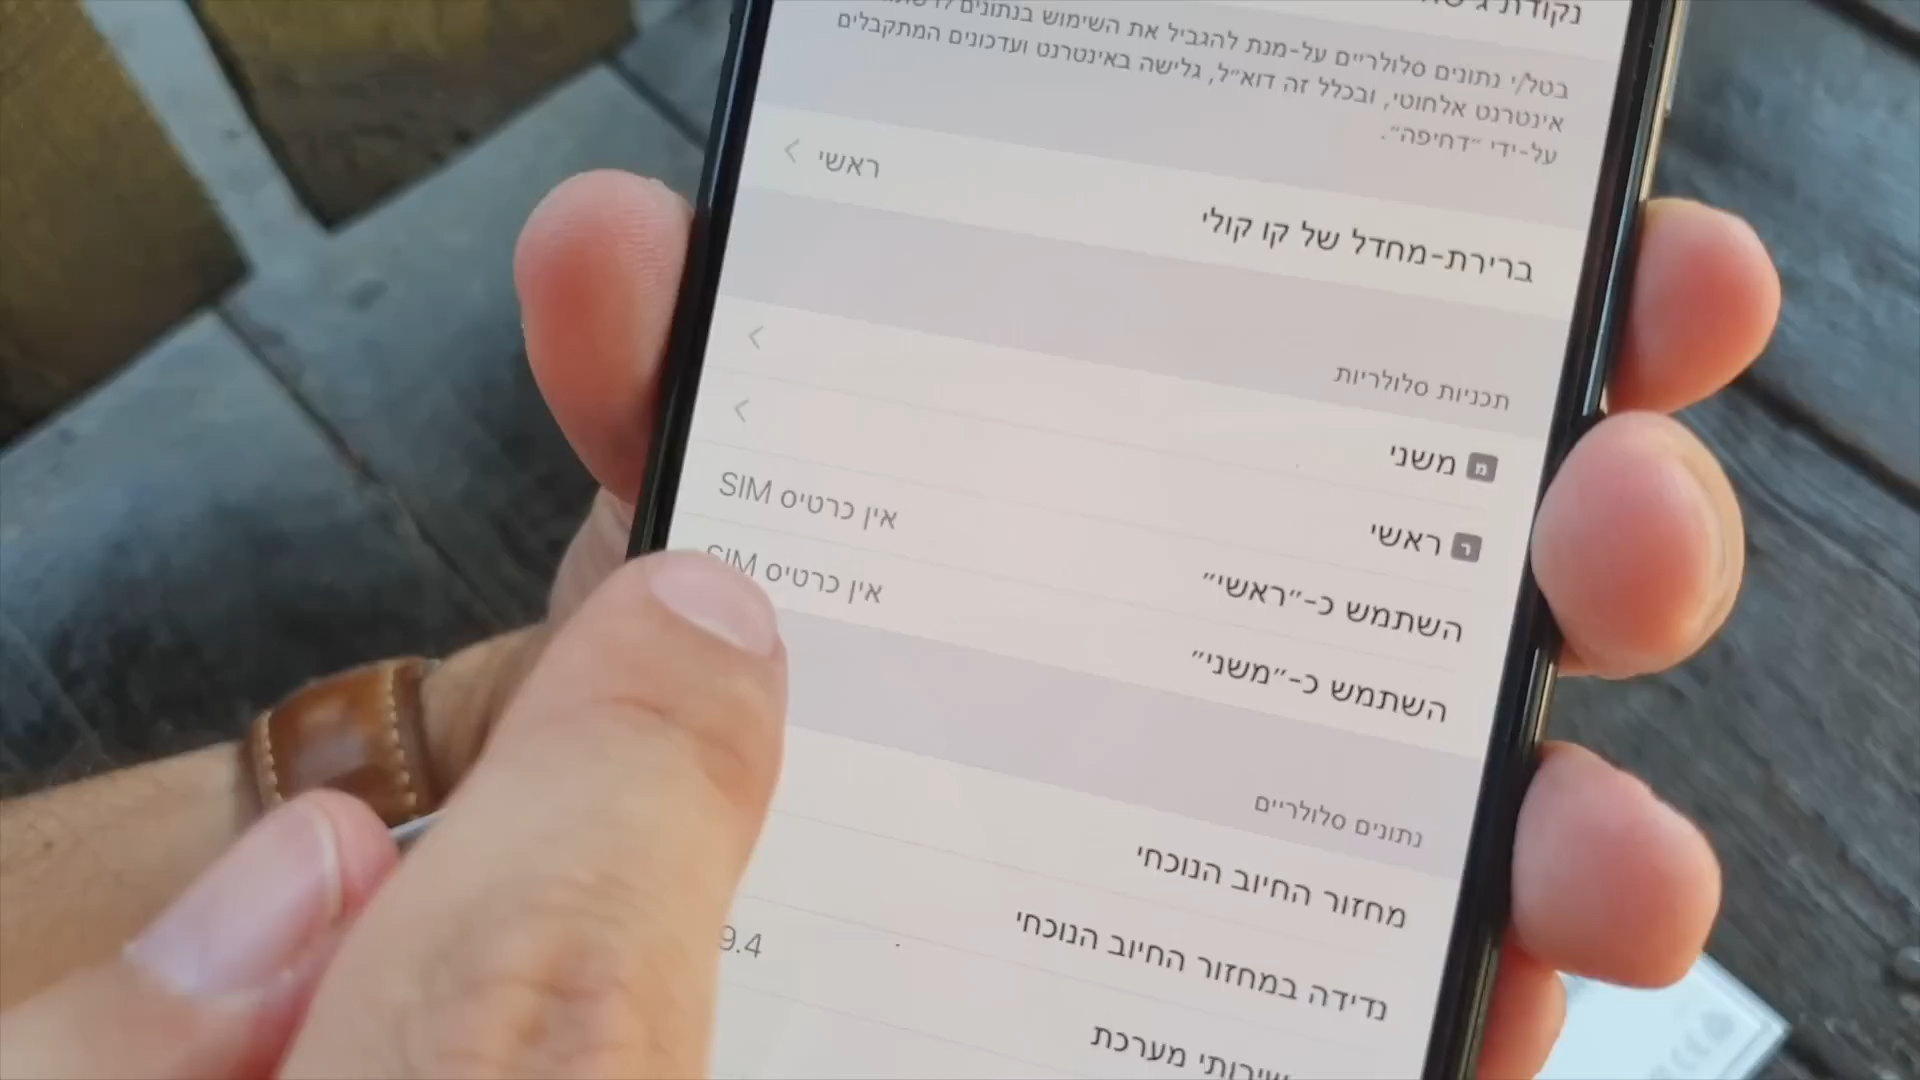 נקודת
בטל/י נתונים סלולריים על-מנת להגביל את השימוש בנתונים
אינטרנט אלחוטי, ובכלל זה דוא״ל, גלישה באינטרנט ועדכונים המתקבלים
על-ידי ״דחיפה״.
ברירת-מחדל של קו קולי ראשי
תכניות סלולריות
מ משני
ר ראשי
השתמש כ-״ראשי״ אין כרטיס SIM
השתמש כ-״משני״ אין כרטיס SIM
נתונים סלולריים
מחזור החיוב הנוכחי
נדידה במחזור החיוב הנוכחי 9.4
שירותי מערכת